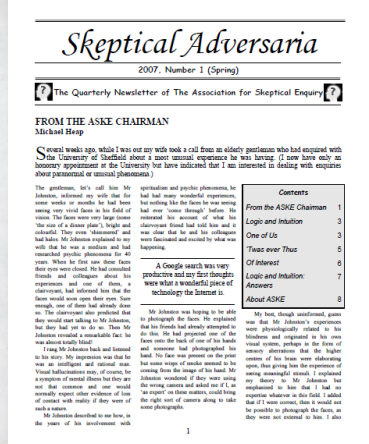 Skeptical Adversaria
2007, Number 1 (Spring)
The Quarterly Newsletter of The Association for Skeptical Enquiry
FROM THE ASKE CHAIRMAN
Michael Heap
Several weeks ago, while I was out my wife took a call from an elderly gentleman who had enquired with
the University of Sheffield about a most unusual experience he was having. (I now have only an
honorary appointment at the University but have indicated that I am interested in dealing with enquiries
about paranormal or unusual phenomena.)
The gentleman, let's call him Mr
Johnston, informed my wife that for
some weeks or months he had been
seeing very vivid faces in his field of
vision. The faces were very large (some
'the size of a dinner plate'), bright, and
colourful. They even 'shimmered' and
had halos. Mr Johnston explained to my
wife that he was a medium and had
researched psychic phenomena for 40
years. When he first saw these faces
their eyes were closed. He had consulted
friends and colleagues about his
experiences and one of them, a
clairvoyant, had informed him that the
faces would soon open their eyes. Sure
enough, one of them had already done
so. The clairvoyant also predicted that
they would start talking to Mr Johnston,
but they had yet to do so. Then Mr
Johnston revealed a remarkable fact: he
was almost totally blind!
I rang Mr Johnston back and listened
to his story. My impression was that he
was an intelligent and rational man.
Visual hallucinations may, of course, be
a symptom of mental illness but they are
not that common and one would
normally expect other evidence of loss
of contact with reality if they were of
such a nature.
Mr Johnston described to me how, in
the years of his involvement with
spiritualism and psychic phenomena, he
had had many wonderful experiences,
but nothing like the faces he was seeing
had ever 'come through' before. He
reiterated his account of what his
clairvoyant friend had told him and it
was clear that he and his colleagues
were fascinated and excited by what was
happening.
A Google search was very
productive and my first thoughts
were what a wonderful piece of
technology the Internet is.
Mr Johnston was hoping to be able
to photograph the faces. He explained
that his friends had already attempted to
do this. He had projected one of the
faces onto the back of one of his hands
and someone had photographed his
hand. No face was present on the print
but some wisps of smoke seemed to be
coming from the image of his hand. Mr
Johnston wondered if they were using
the wrong camera and asked me if I, as
'an expert' on these matters, could bring
the right sort of camera along to take
some photographs.
Contents
From the ASKE Chairman 1
Logic and Intuition 3
One of Us 3
'Twas ever Thus 5
Of Interest 6
Logic and Intuition: 7
Answers
About ASKE 8
My best, though uninformed, guess
was that Mr Johnston's experiences
were physiologically related to his
blindness and originated in his own
visual system, perhaps in the form of
sensory aberrations that the higher
centres of his brain were elaborating
upon, thus giving him the experience of
seeing meaningful stimuli. I explained
my theory to Mr Johnston but
emphasised to him that I had no
expertise whatever in this field. I added
that if I were correct, then it would not
be possible to photograph the faces, as
they were not external to him. I also
1